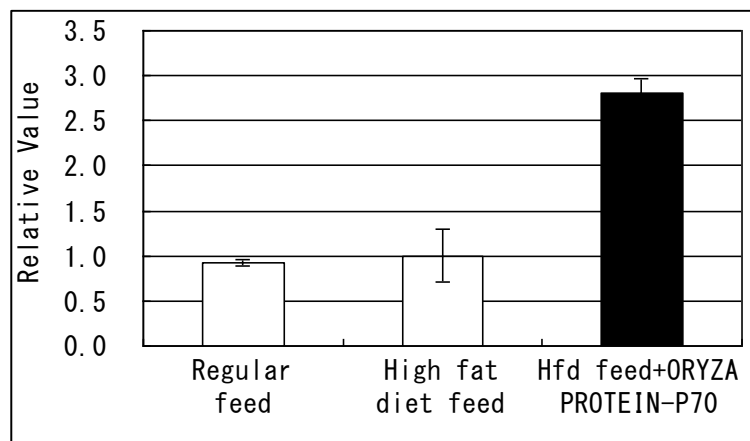 Relative Value
3.5
3.0
2.5
2.0
1.5
1.0
0.5
0.0
Regular
feed
High fat
diet feed
Hfd feed+ORYZA
PROTEIN-P70